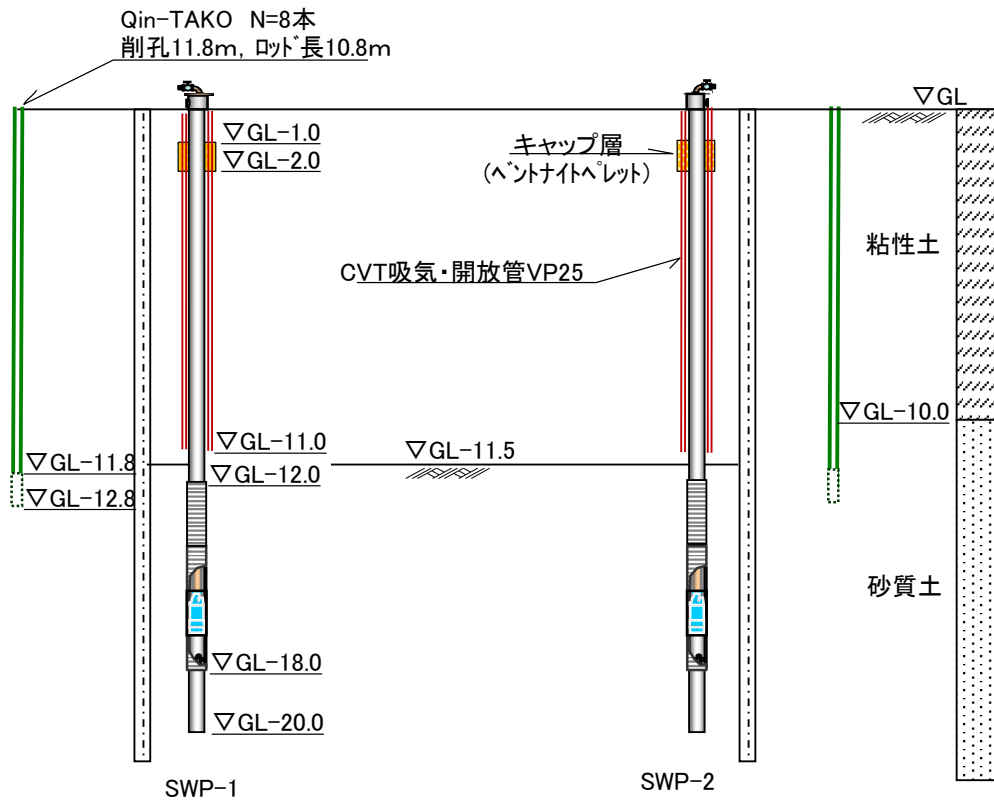 Qin-TAKO N=8本
削孔11.8m, ロッド長10.8m
▽GL
▽GL-1.0
▽GL-2.0
キャップ層
(ベントナイトペレット)
粘性土
CVT吸気・開放管VP25
▽GL-10.0
▽GL-11.0
▽GL-11.5
▽GL-11.8
▽GL-12.0
▽GL-12.8
砂質土
▽GL-18.0
▽GL-20.0
SWP-1
SWP-2